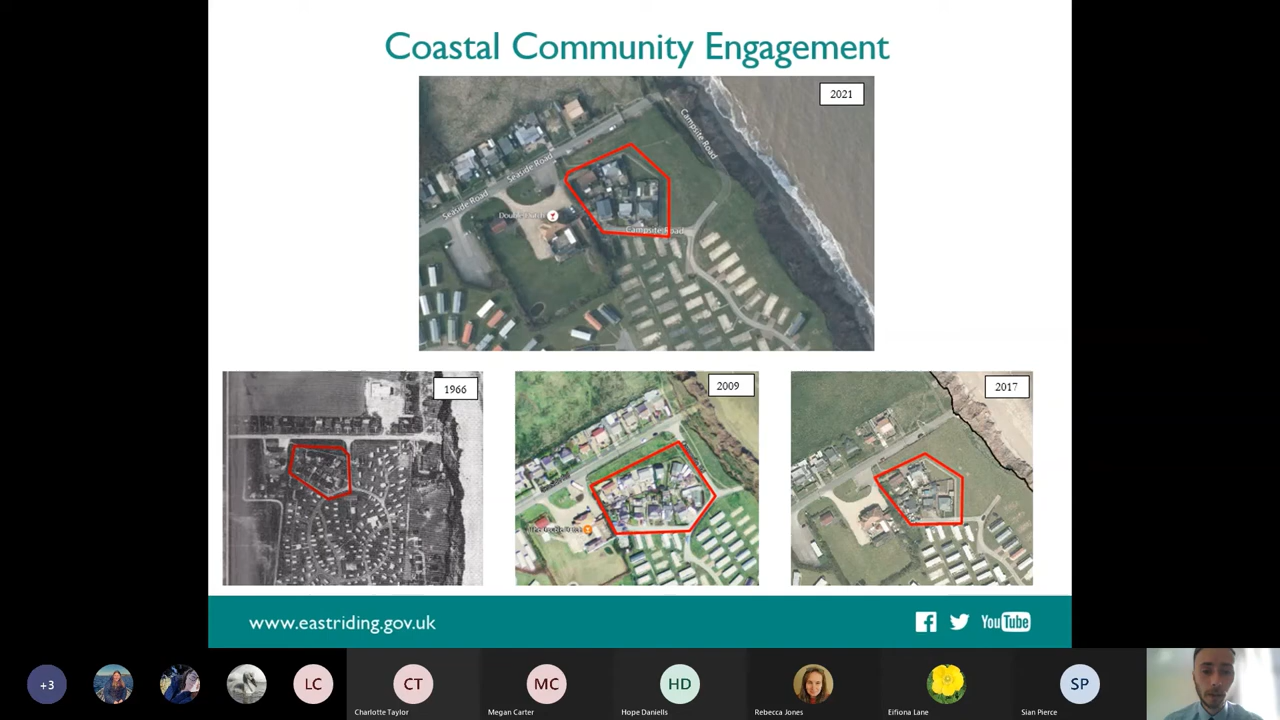 Coastal Community Engagement
2021
Campsite Road
Seaside Road
Seaside Road
Campsite Road
1966
2009
2017
www.eastriding.gov.uk
YouTube
+3
LC
CT
MC
HD
SP
Charlotte Taylor
Megan Carter
Hope Daniells
Rebecca Jones
Eifiona Lane
Sian Pierce